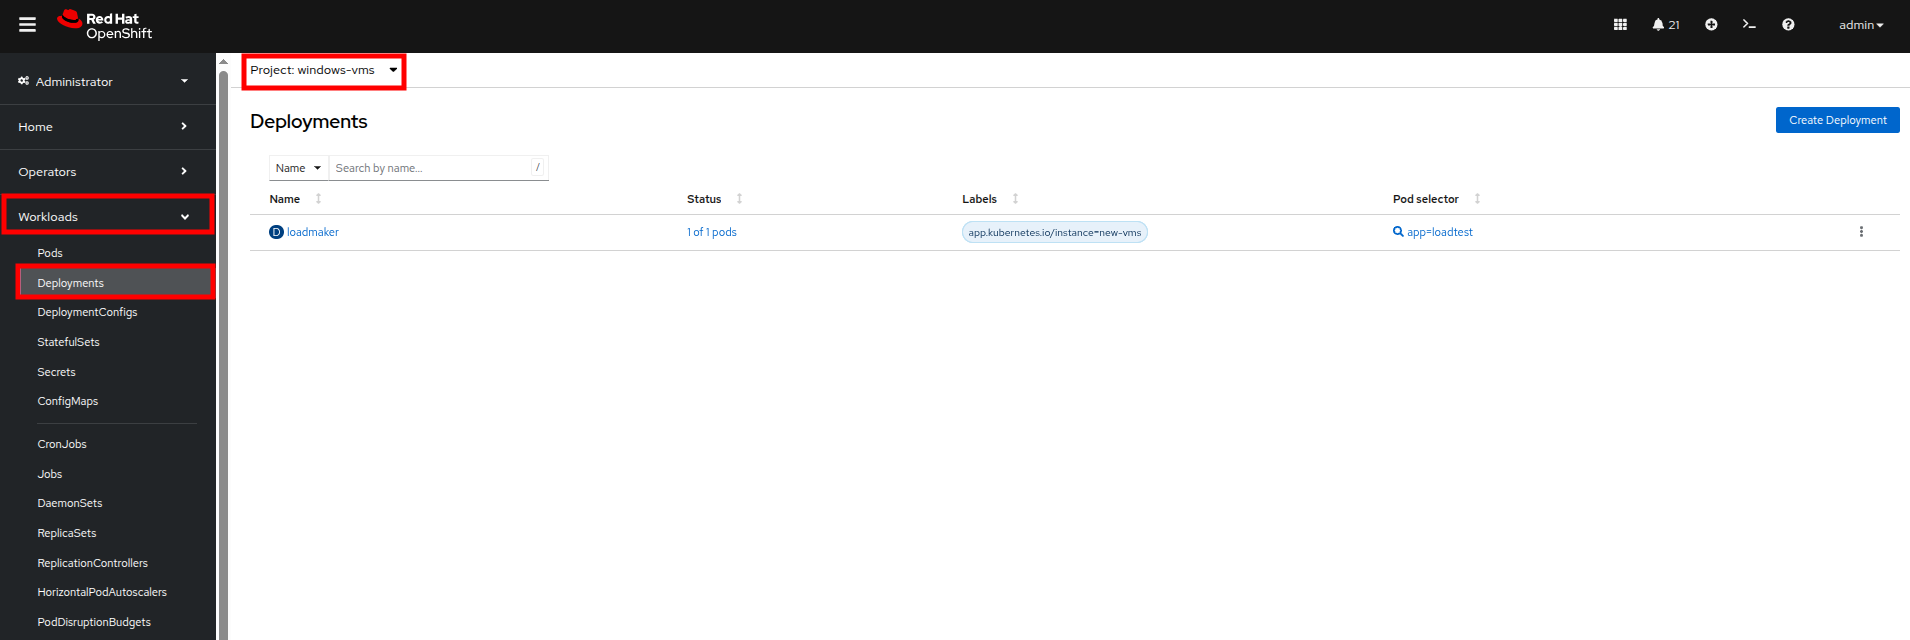 Red Hat
OpenShift
21
admin
Administrator
Home
Operators
Workloads
Pods
Deployments
DeploymentConfigs
StatefulSets
Secrets
ConfigMaps
CronJobs
Jobs
DaemonSets
ReplicaSets
ReplicationControllers
HorizontalPodAutoscalers
PodDisruptionBudgets
Project: windows-vms
Deployments
Create Deployment
Name Search by name... /
Name Status Labels Pod selector
D loadmaker 1 of 1 pods app.kubernetes.io/instance=new-vms app=loadtest